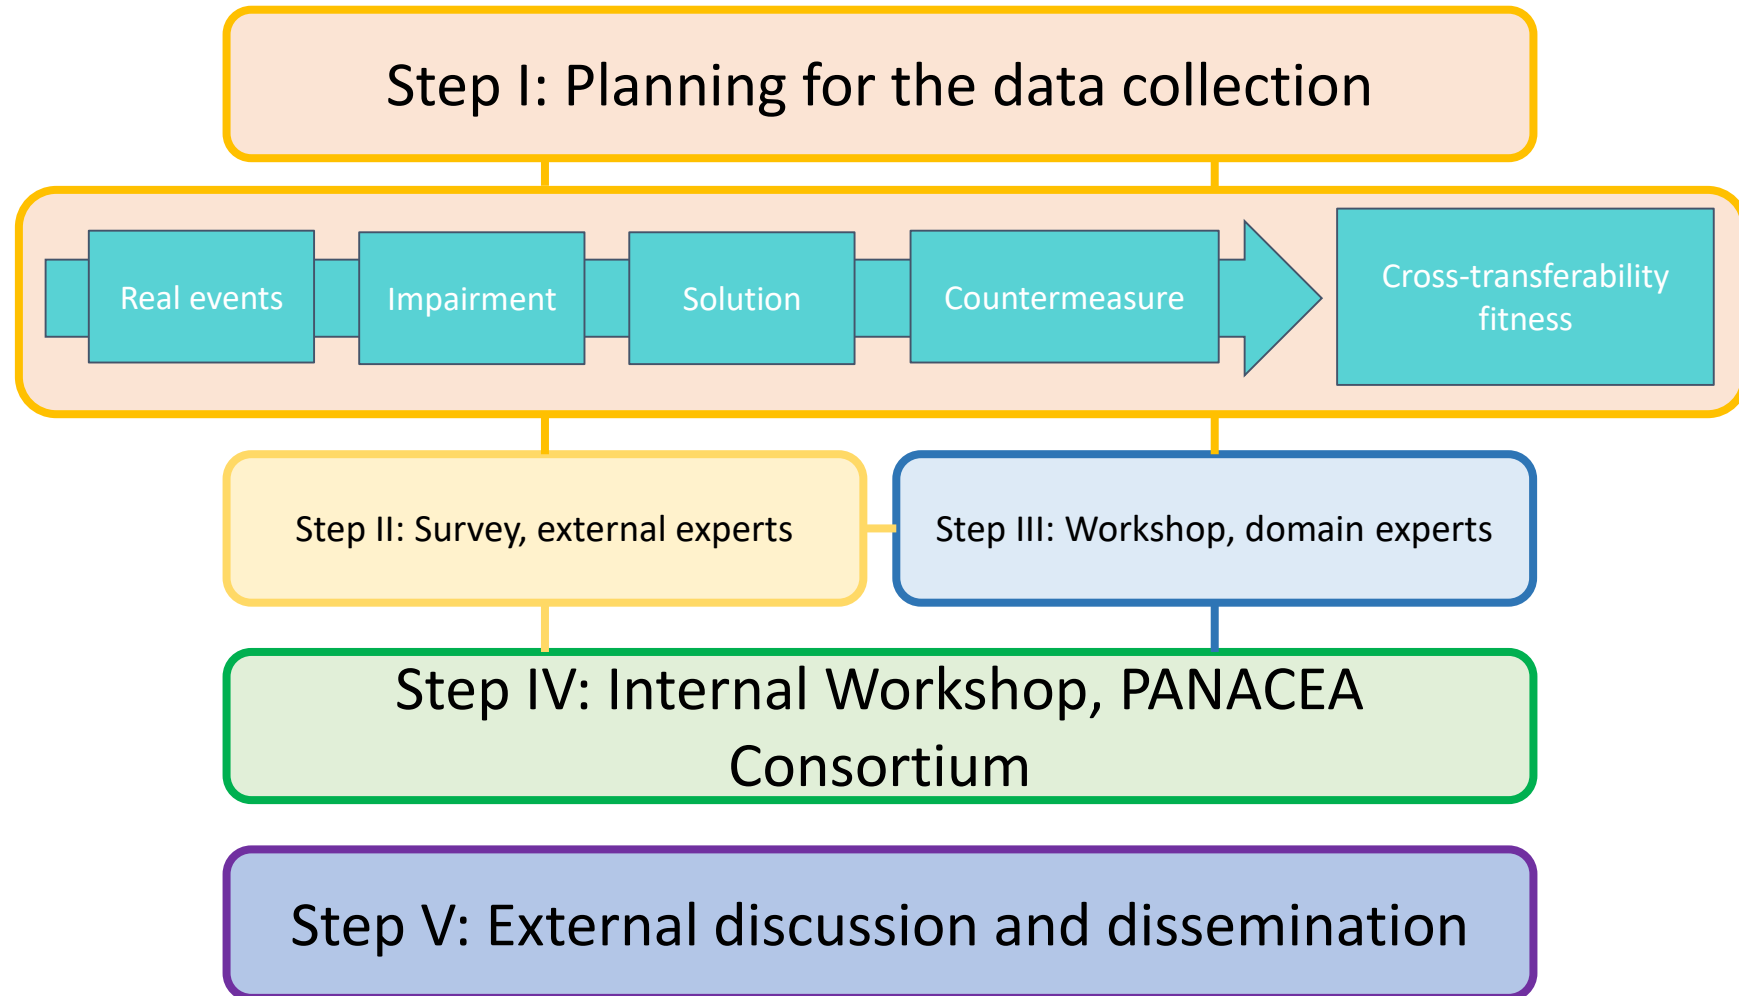 Step I: Planning for the data collection
Real events
Impairment
Solution
Countermeasure
Cross-transferability
fitness
Step II: Survey, external experts
Step III: Workshop, domain experts
Step IV: Internal Workshop, PANACEA
Consortium
Step V: External discussion and dissemination